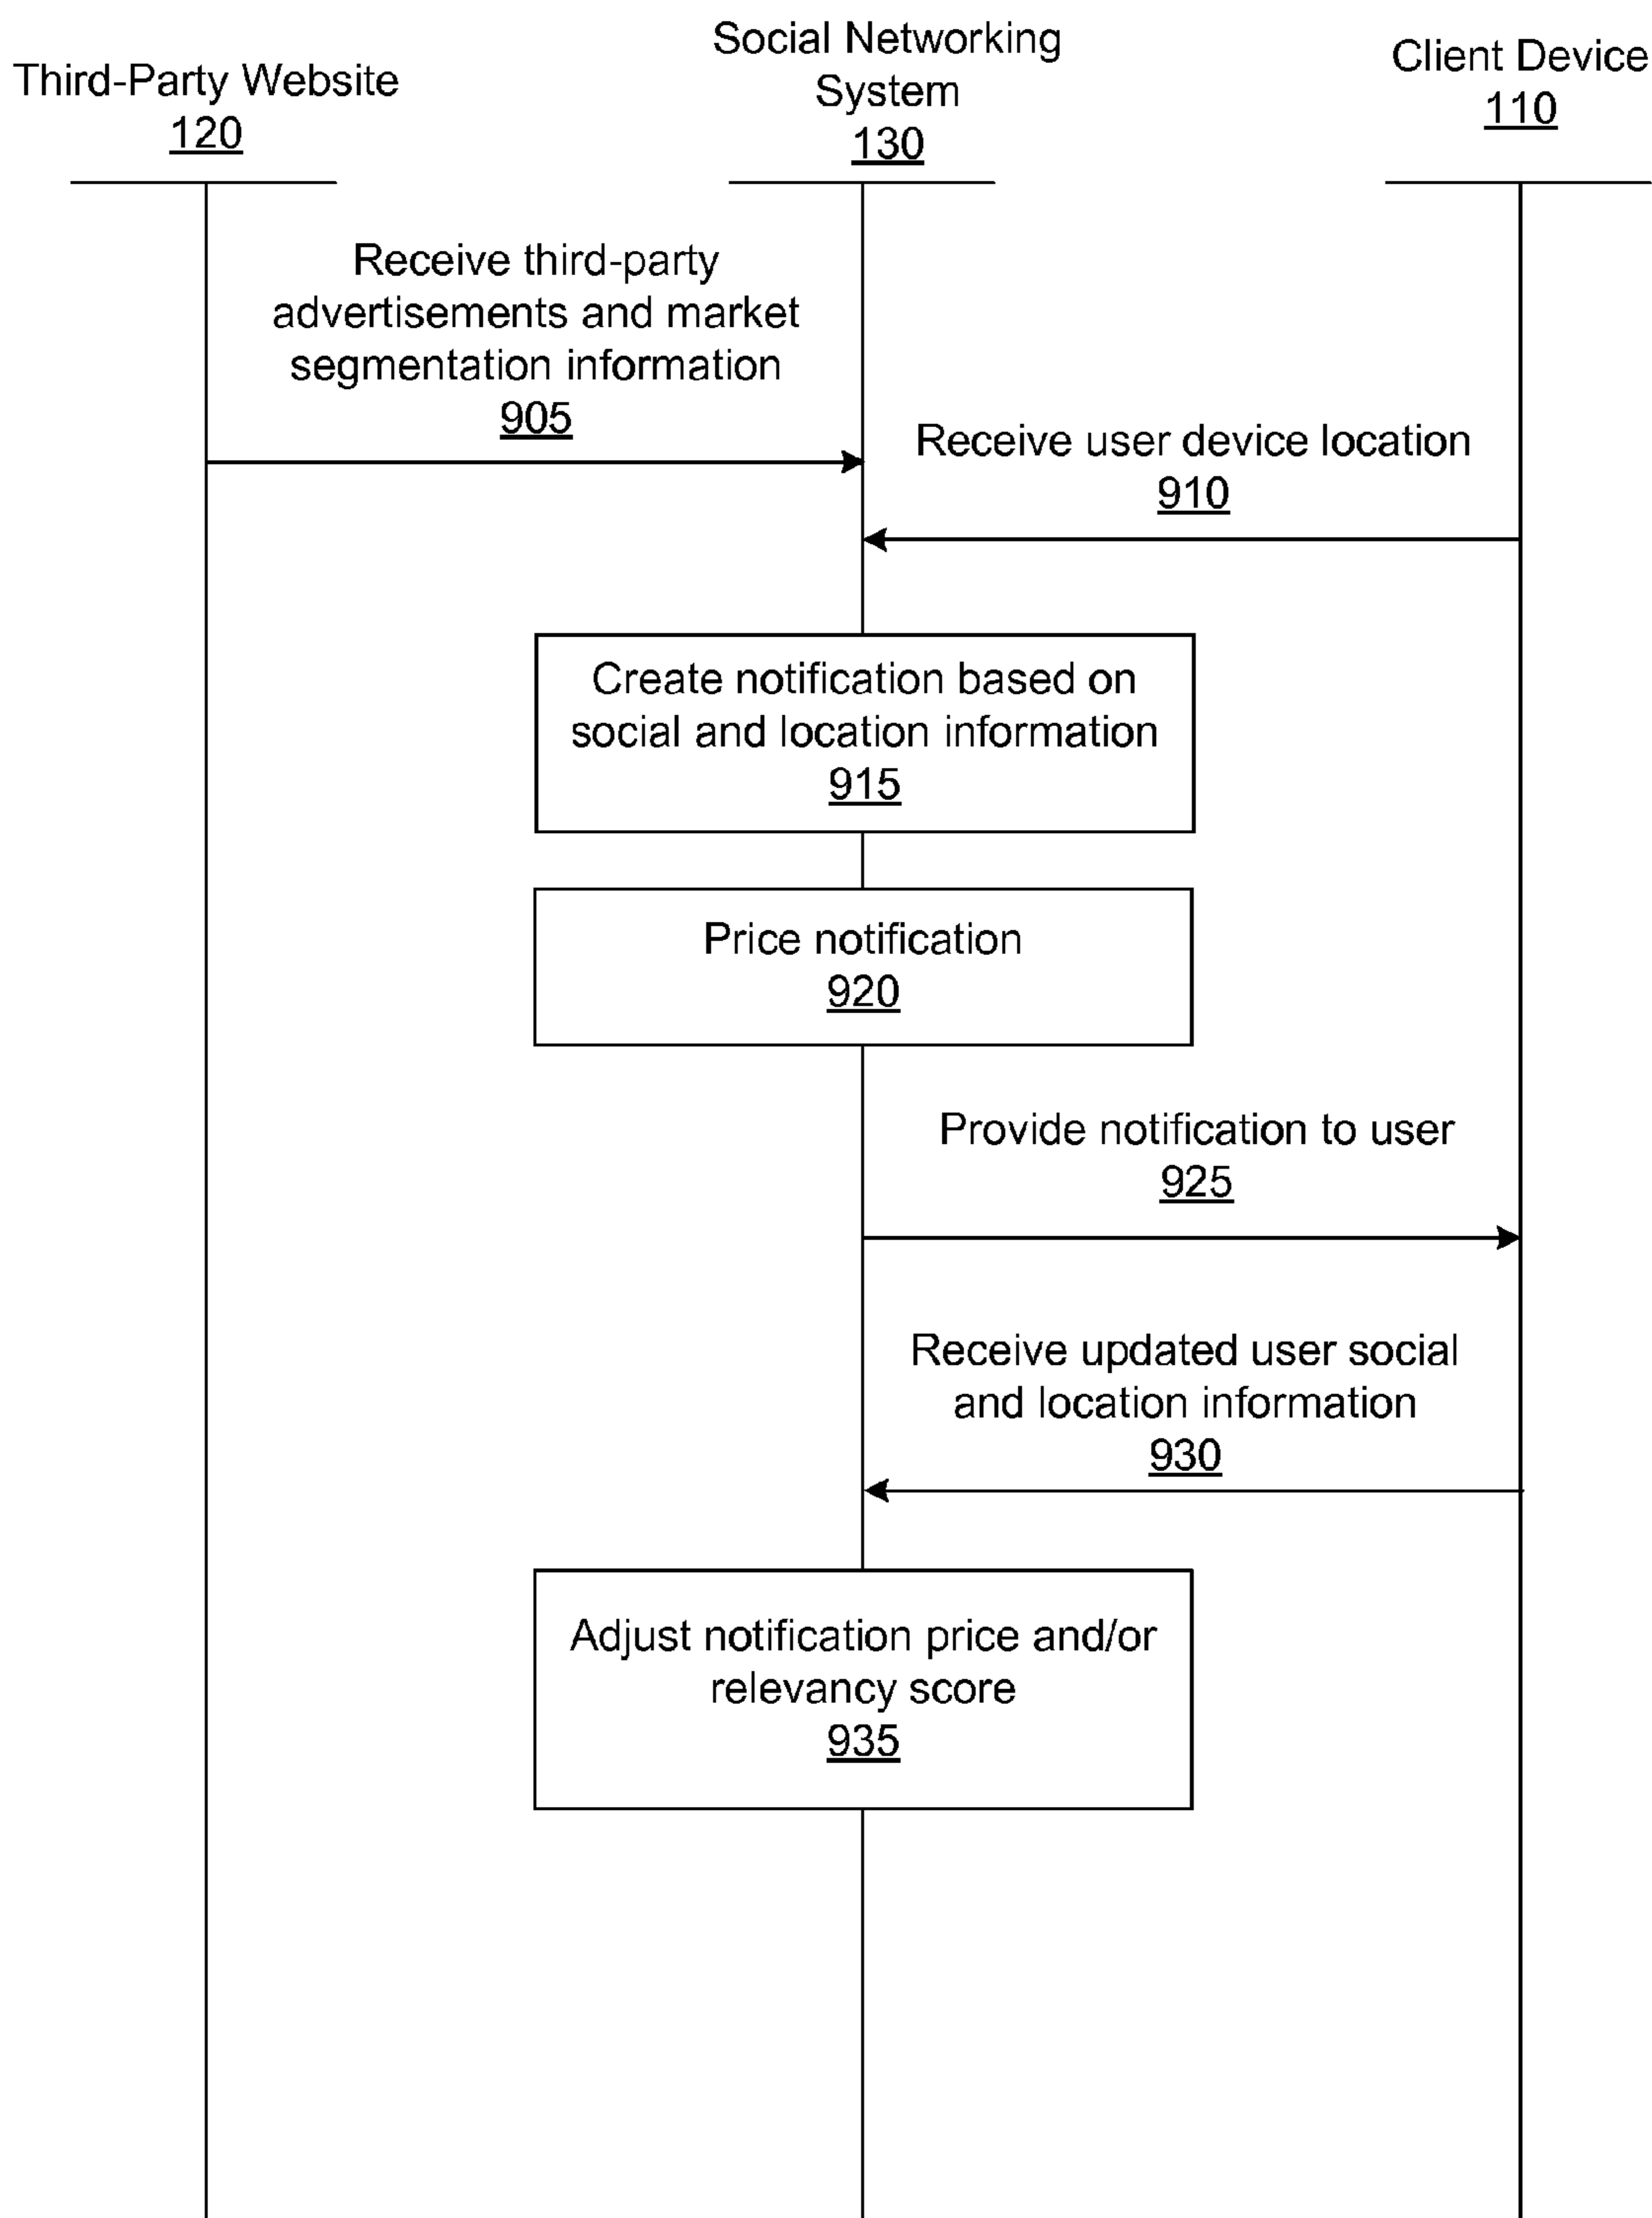 Third-Party Website
120
Social Networking
System
130
Client Device
110
Receive third-party
advertisements and market
segmentation information
905
Receive user device location
910
Create notification based on
social and location information
915
Price notification
920
Provide notification to user
925
Receive updated user social
and location information
930
Adjust notification price and/or
relevancy score
935